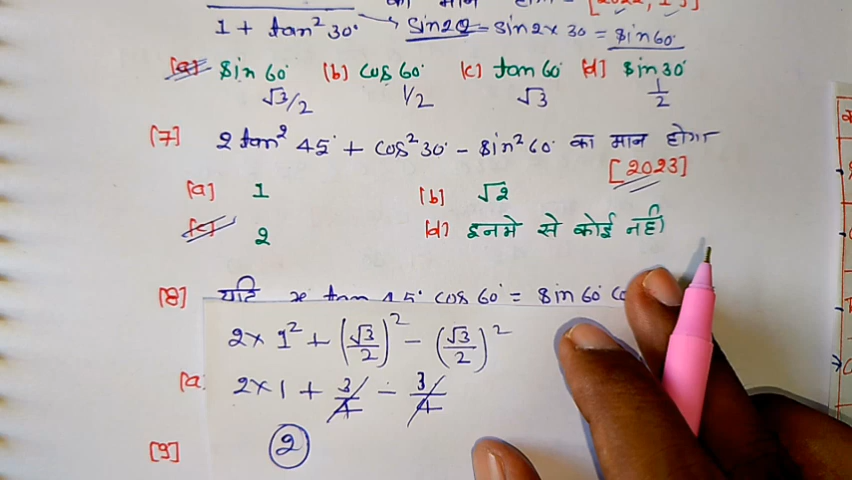 का मान होगा [2022, 13]
1 + tan² 30° → sin2θ = sin2×30 = sin60
(a) sin 60° (b) cos 60° (c) tan 60° (d) sin 30°
√3/2 1/2 √3 1/2
(7) 2 tan² 45° + cos² 30° - sin² 60° का मान होगा
[2023]
(a) 1 (b) √2
(c) 2 (d) इनमे से कोई नही
(8) यदि x tan 45° cos 60° = sin 60°
2 × 1² + (√3/2)² - (√3/2)²
(a
2 × 1 + 3/4 - 3/4
2
(9)